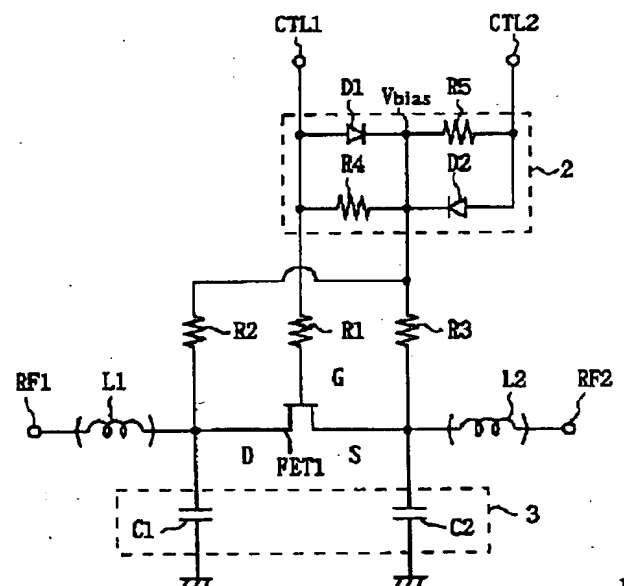 CTL1 CTL2
D1 Vbias R5
R4 D2 2
R2 R1 R3
G
RF1 L1 L2 RF2
D FET1 S
C1 C2 3